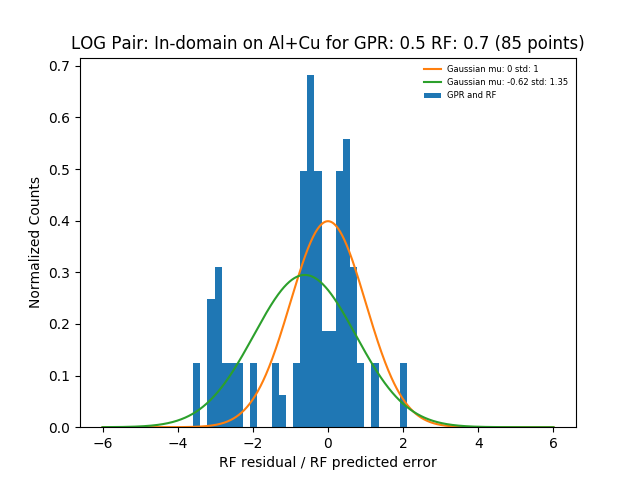 LOG Pair: In-domain on Al+Cu for GPR: 0.5 RF: 0.7 (85 points)
Gaussian mu: 0 std: 1
Gaussian mu: -0.62 std: 1.35
GPR and RF
Normalized Counts
0.7
0.6
0.5
0.4
0.3
0.2
0.1
0.0
−6 −4 −2 0 2 4 6
RF residual / RF predicted error